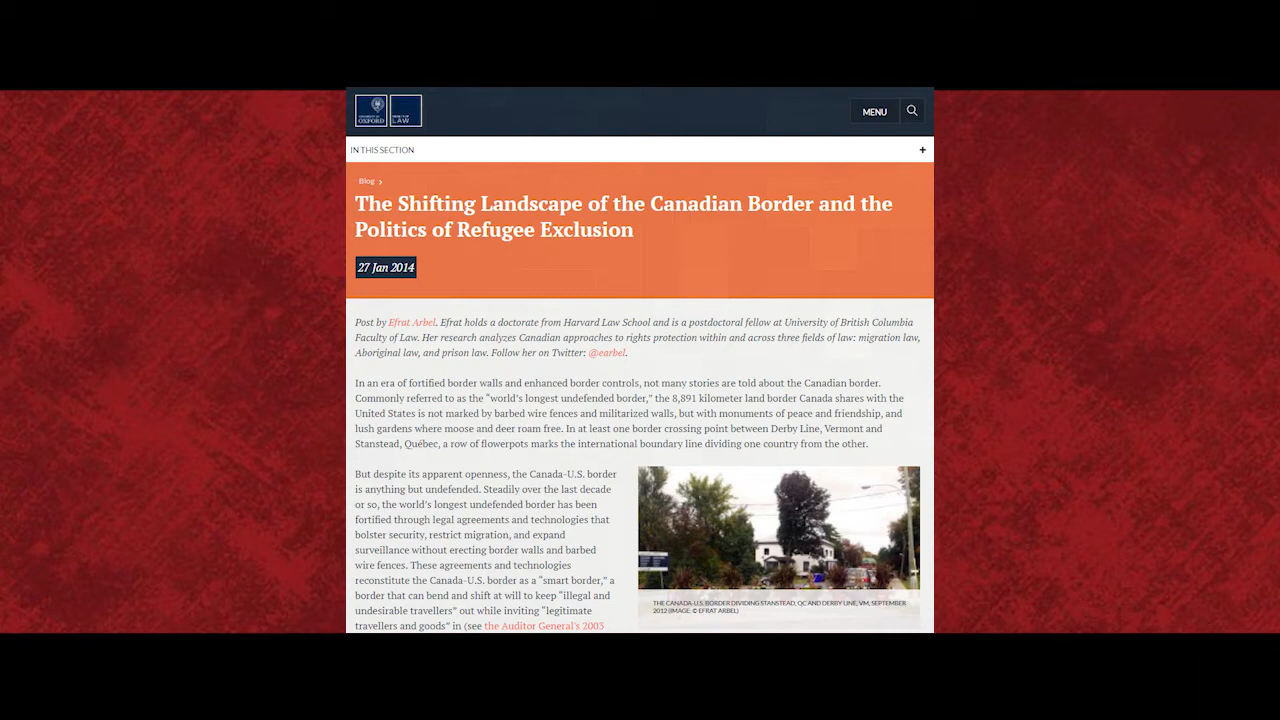 UNIVERSITY OF
OXFORD
LAW
MENU
IN THIS SECTION
Blog
The Shifting Landscape of the Canadian Border and the
Politics of Refugee Exclusion
27 Jan 2014
Post by Efrat Arbel. Efrat holds a doctorate from Harvard Law School and is a postdoctoral fellow at University of British Columbia
Faculty of Law. Her research analyzes Canadian approaches to rights protection within and across three fields of law: migration law,
Aboriginal law, and prison law. Follow her on Twitter: @earbel.
In an era of fortified border walls and enhanced border controls, not many stories are told about the Canadian border.
Commonly referred to as the “world’s longest undefended border,” the 8,891 kilometer land border Canada shares with the
United States is not marked by barbed wire fences and militarized walls, but with monuments of peace and friendship, and
lush gardens where moose and deer roam free. In at least one border crossing point between Derby Line, Vermont and
Stanstead, Québec, a row of flowerpots marks the international boundary line dividing one country from the other.
But despite its apparent openness, the Canada-U.S. border
is anything but undefended. Steadily over the last decade
or so, the world’s longest undefended border has been
fortified through legal agreements and technologies that
bolster security, restrict migration, and expand
surveillance without erecting border walls and barbed
wire fences. These agreements and technologies
reconstitute the Canada-U.S. border as a “smart border,” a
border that can bend and shift at will to keep “illegal and
undesirable travellers” out while inviting “legitimate
travellers and goods” in (see the Auditor General's 2003
THE CANADA-U.S. BORDER DIVIDING STANSTEAD, QC AND DERBY LINE, VM, SEPTEMBER
2012 (IMAGE: © EFRAT ARBEL)